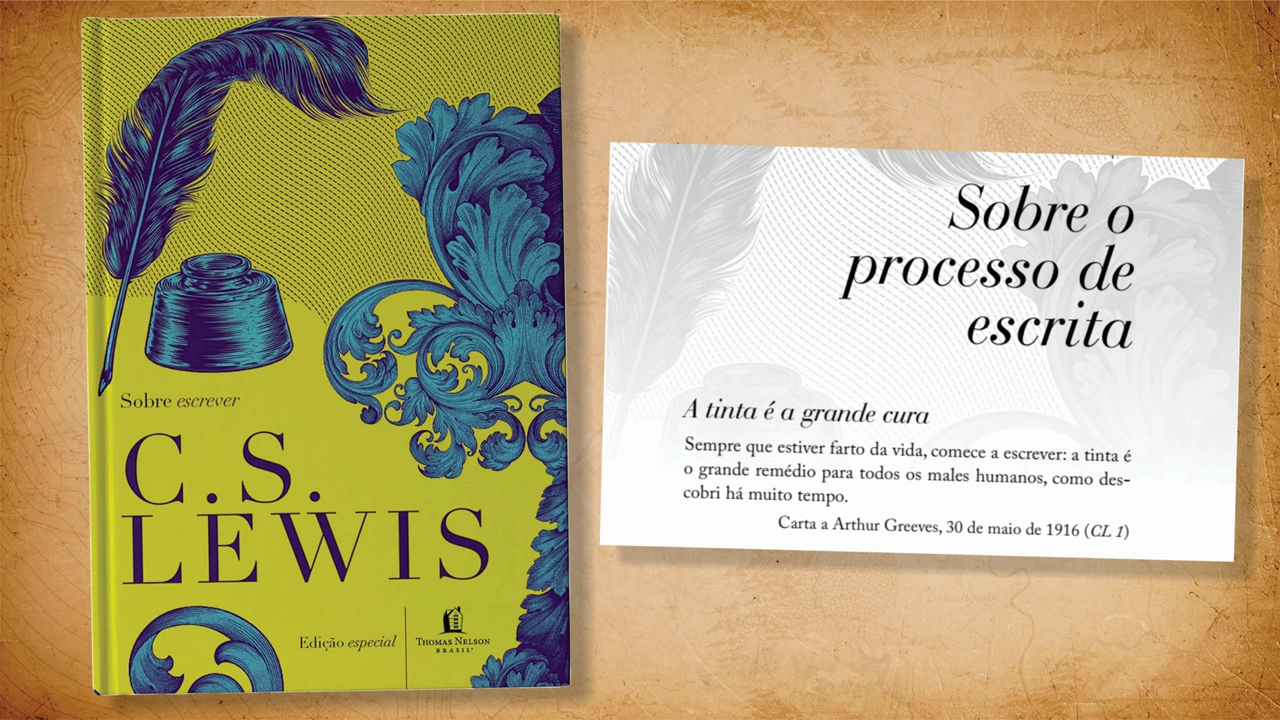 Sobre escrever
C.S.
LEWIS
Edição especial
THOMAS NELSON
BRASIL
Sobre o
processo de
escrita
A tinta é a grande cura
Sempre que estiver farto da vida, comece a escrever: a tinta é
o grande remédio para todos os males humanos, como des-
cobri há muito tempo.
Carta a Arthur Greeves, 30 de maio de 1916 (CL 1)